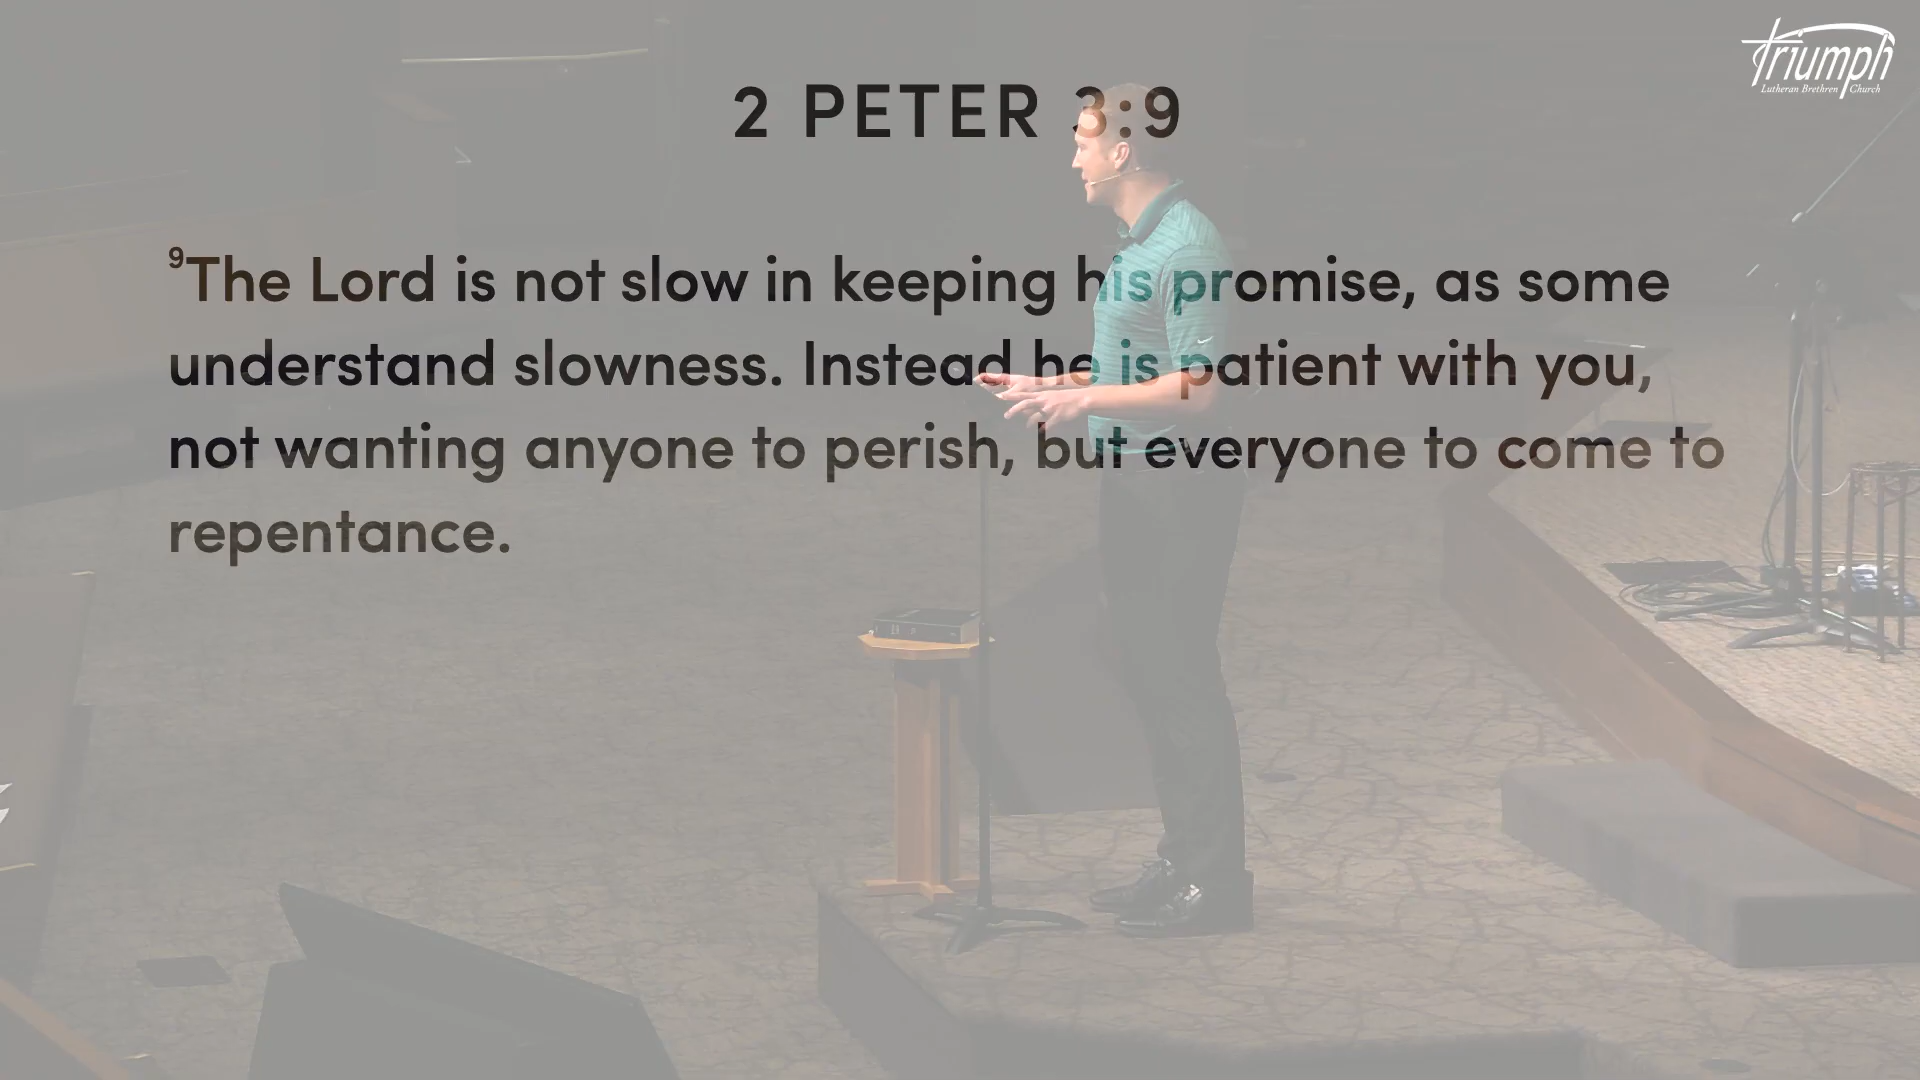 Triumph
Lutheran Brethren Church
2 PETER 3:9
9The Lord is not slow in keeping his promise, as some
understand slowness. Instead he is patient with you,
not wanting anyone to perish, but everyone to come to
repentance.